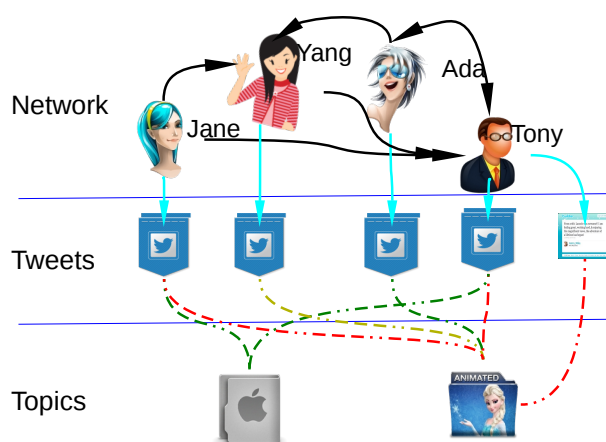 Yang
Ada
Network
Jane
Tony
Tweets
ANIMATED
Topics